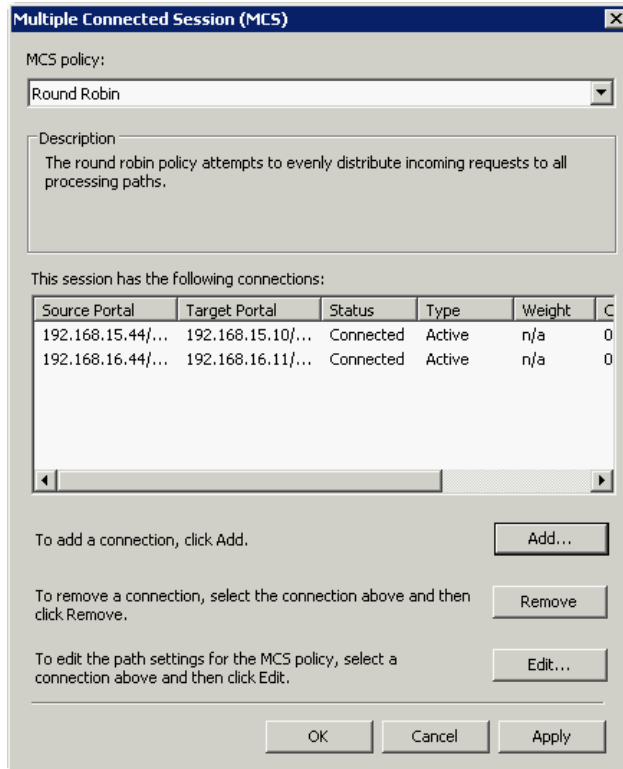 Multiple Connected Session (MCS)
MCS policy:
Round Robin
Description
The round robin policy attempts to evenly distribute incoming requests to all
processing paths.
This session has the following connections:
Source Portal Target Portal Status Type Weight C
192.168.15.44/... 192.168.15.10/... Connected Active n/a 0
192.168.16.44/... 192.168.16.11/... Connected Active n/a 0
To add a connection, click Add.
Add...
To remove a connection, select the connection above and then
click Remove.
Remove
To edit the path settings for the MCS policy, select a
connection above and then click Edit.
Edit...
OK Cancel Apply